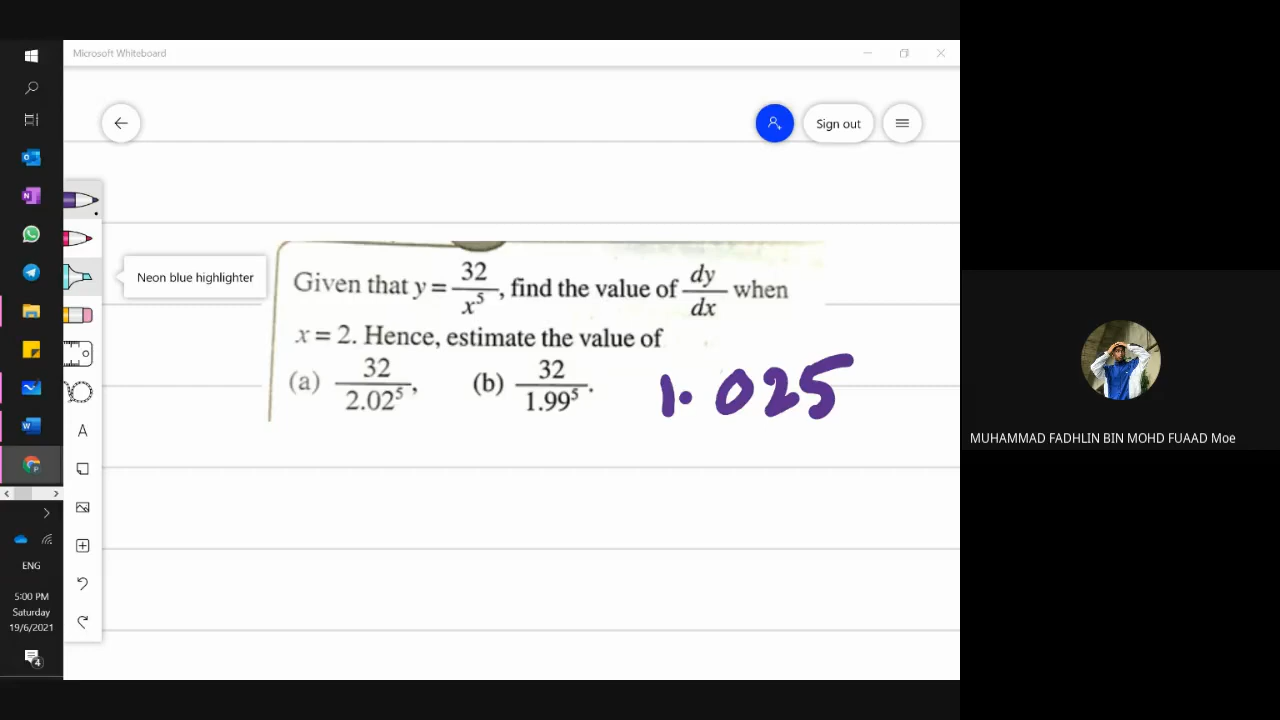 Microsoft Whiteboard
Sign out
Neon blue highlighter
Given that y = 32/x⁵, find the value of dy/dx when
x = 2. Hence, estimate the value of
(a) 32/2.02⁵, (b) 32/1.99⁵. 1.025
MUHAMMAD FADHLIN BIN MOHD FUAAD Moe
A
ENG
5:00 PM
Saturday
19/6/2021
4